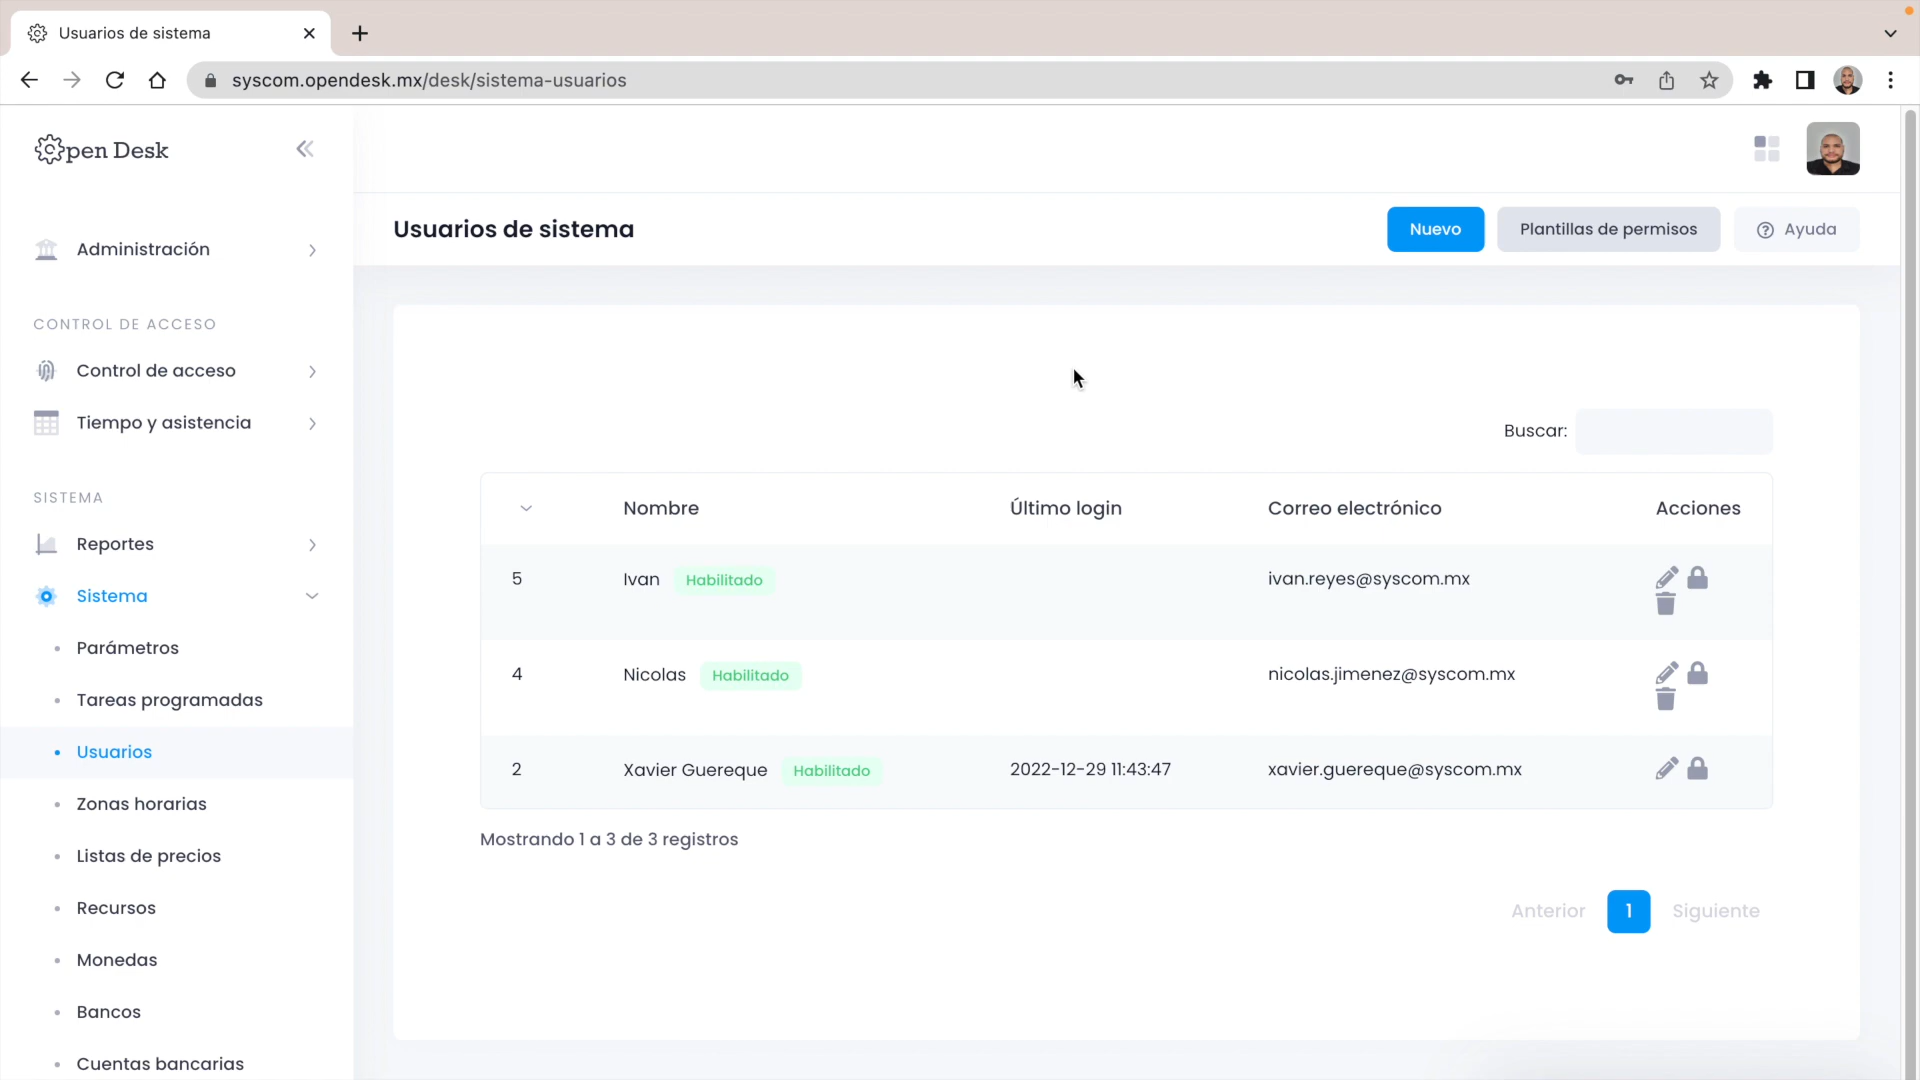 Usuarios de sistema
syscom.opendesk.mx/desk/sistema-usuarios
Open Desk
Administración
CONTROL DE ACCESO
Control de acceso
Tiempo y asistencia
SISTEMA
Reportes
Sistema
Parámetros
Tareas programadas
Usuarios
Zonas horarias
Listas de precios
Recursos
Monedas
Bancos
Cuentas bancarias
Usuarios de sistema
Nuevo
Plantillas de permisos
Ayuda
Buscar:
Nombre Último login Correo electrónico Acciones
5 Ivan Habilitado ivan.reyes@syscom.mx
4 Nicolas Habilitado nicolas.jimenez@syscom.mx
2 Xavier Guereque Habilitado 2022-12-29 11:43:47 xavier.guereque@syscom.mx
Mostrando 1 a 3 de 3 registros
Anterior 1 Siguiente